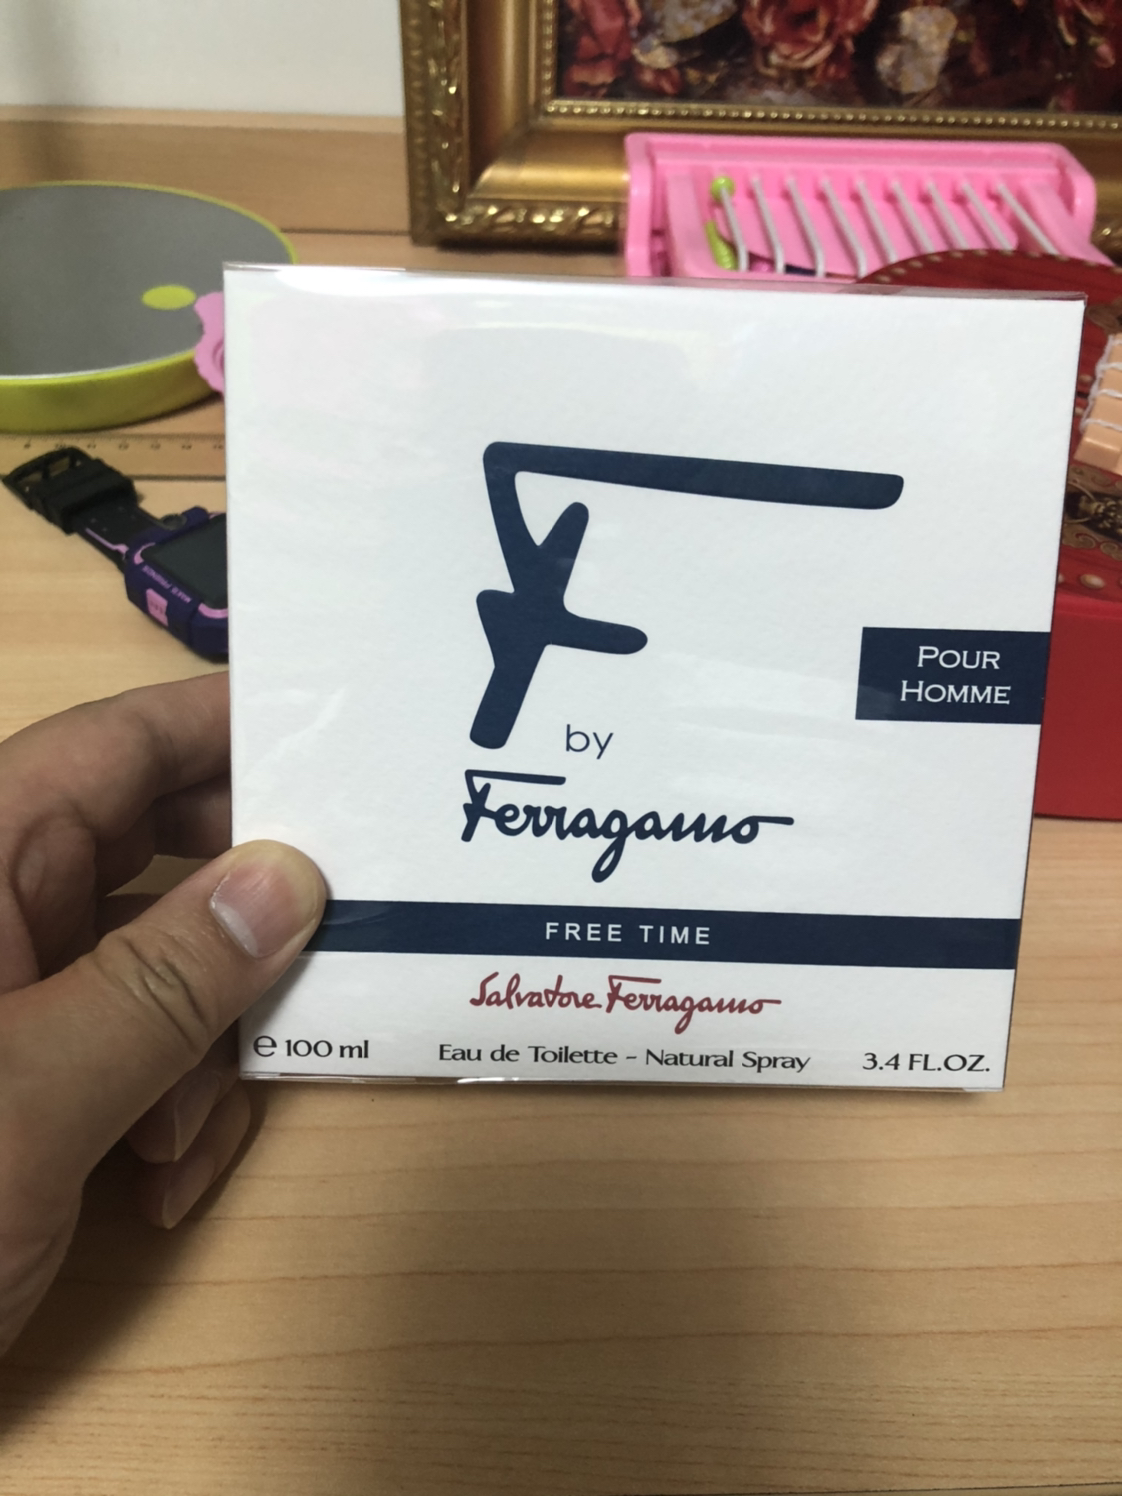 F
by
Ferragamo
POUR
HOMME
FREE TIME
Salvatore Ferragamo
℮ 100 ml
Eau de Toilette - Natural Spray
3.4 FL.OZ.